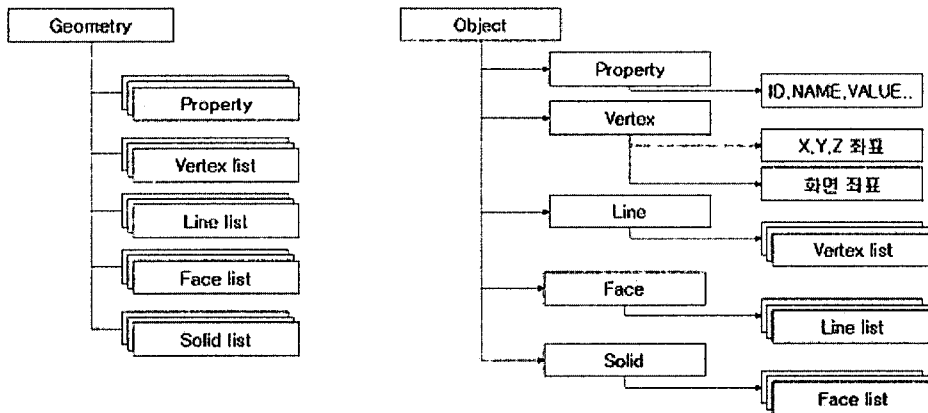 Geometry
Property
Vertex list
Line list
Face list
Solid list
Object
Property
ID,NAME,VALUE..
Vertex
X,Y,Z 좌표
화면 좌표
Line
Vertex list
Face
Line list
Solid
Face list